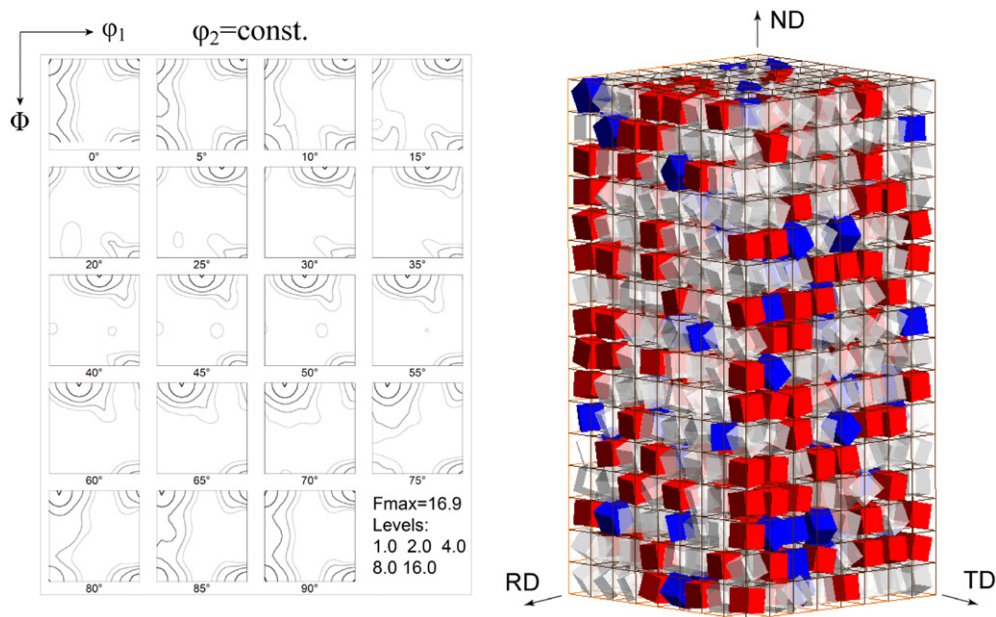 φ₁
φ₂=const.
Φ
0° 5° 10° 15°
20° 25° 30° 35°
40° 45° 50° 55°
60° 65° 70° 75°
Fmax=16.9
Levels:
1.0 2.0 4.0
8.0 16.0
80° 85° 90°
ND
RD
TD